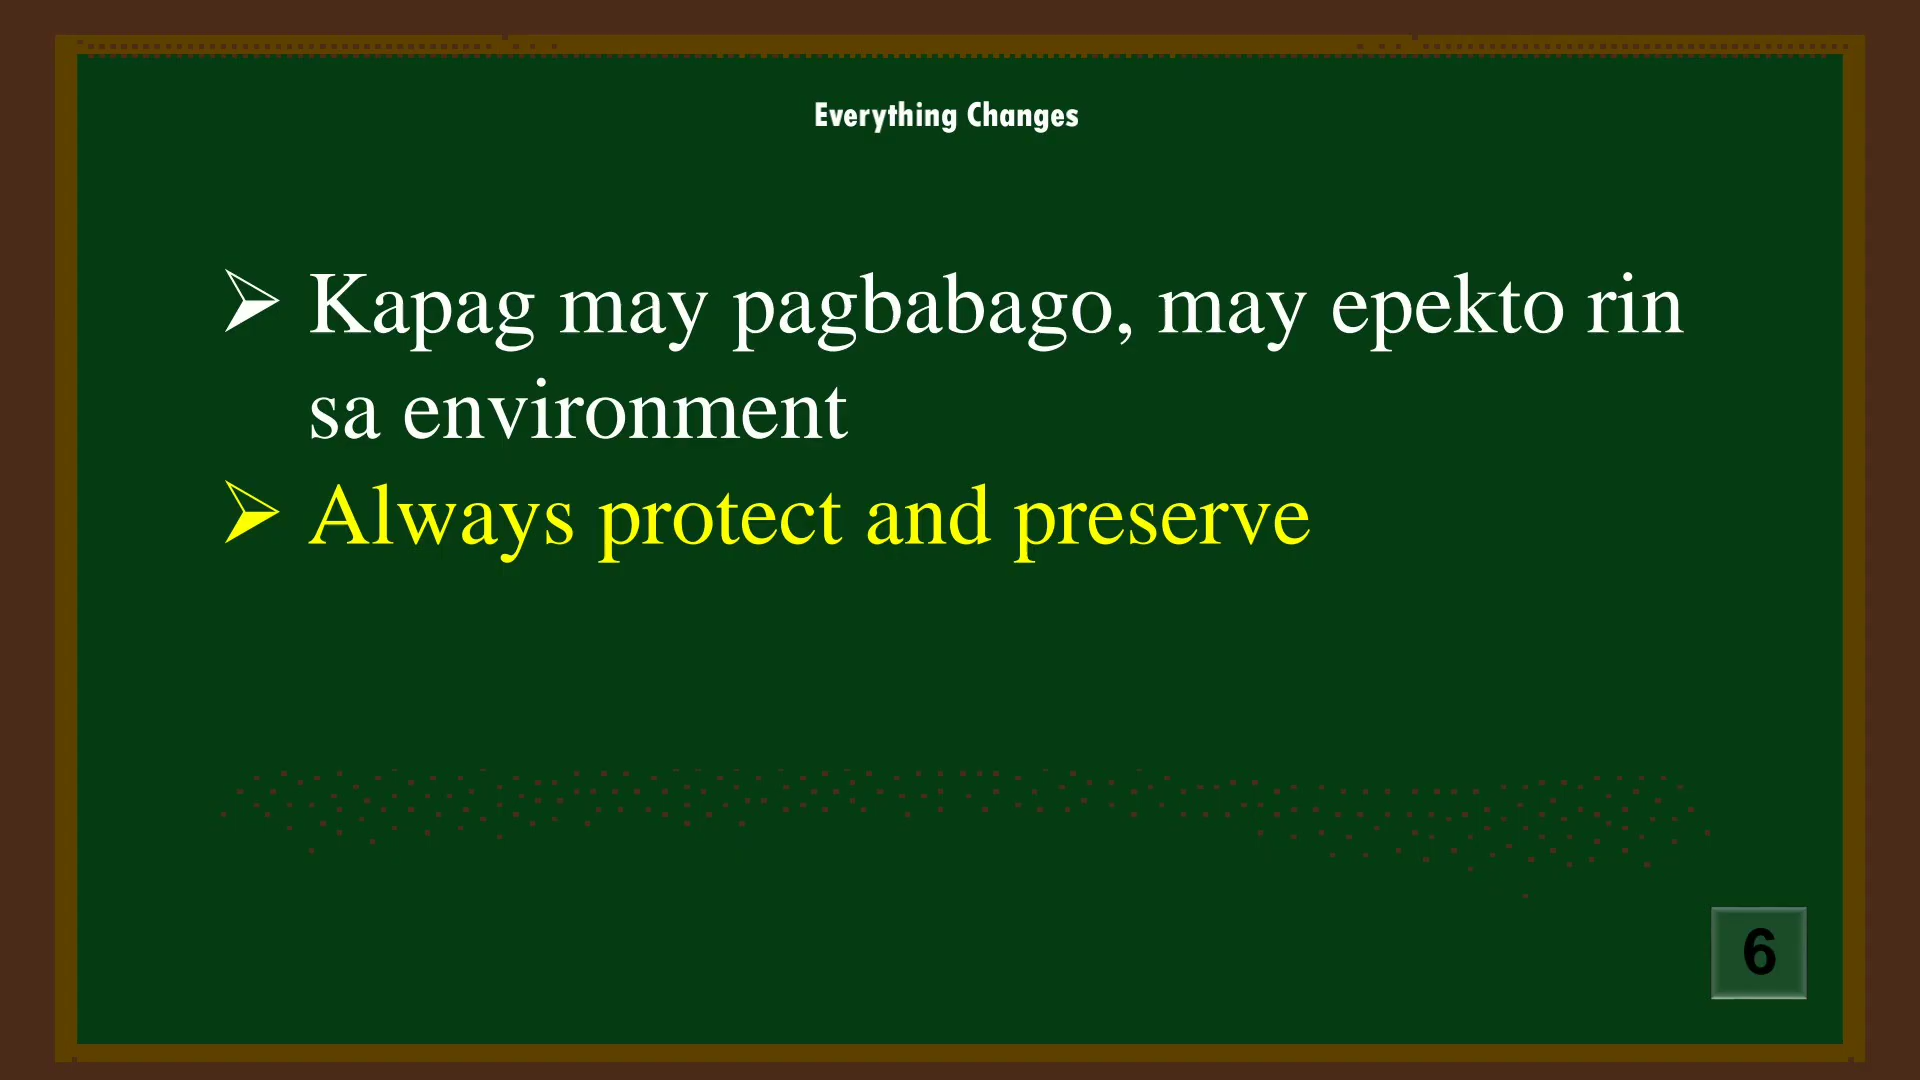 Everything Changes
➢ Kapag may pagbabago, may epekto rin
sa environment
➢ Always protect and preserve
6